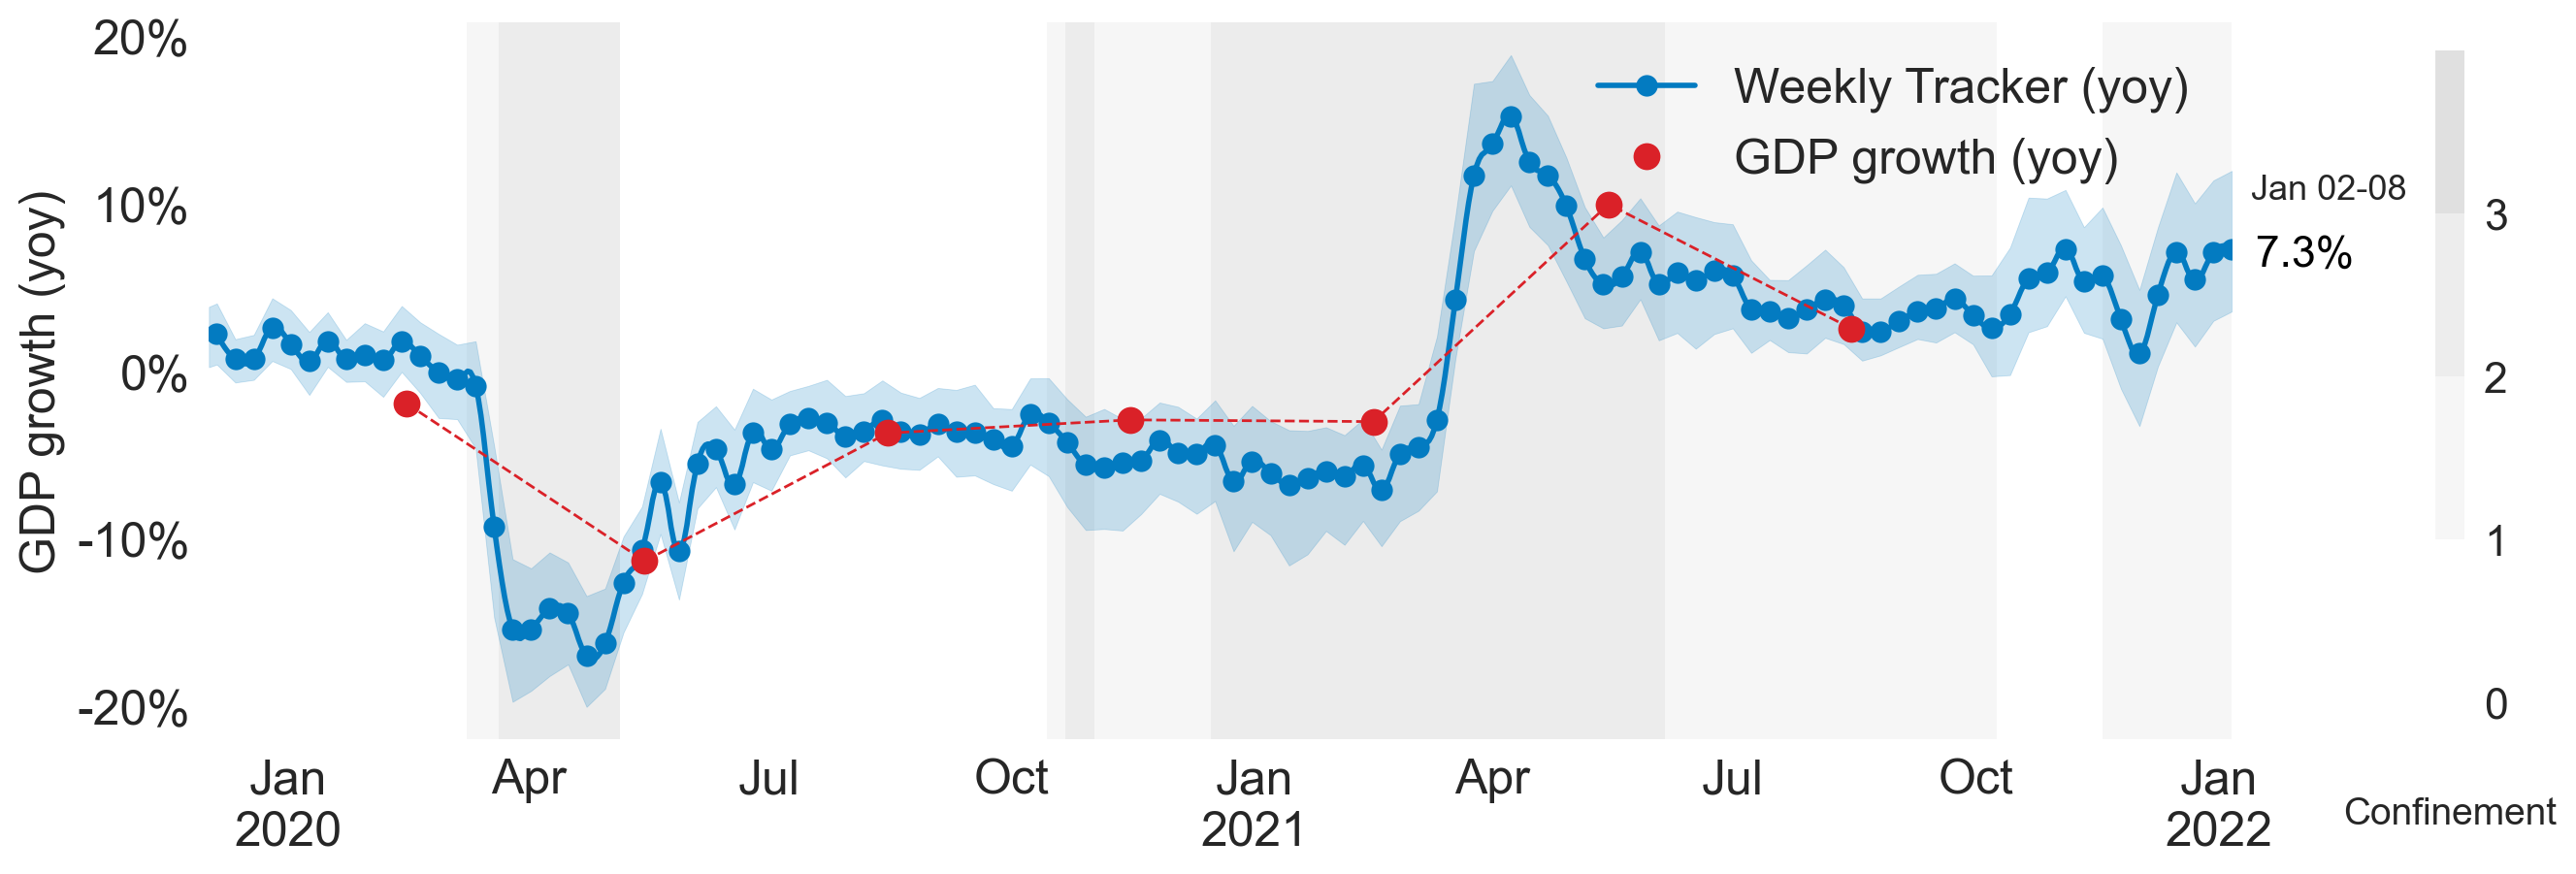 GDP growth (yoy)
20%
10%
0%
-10%
-20%
Weekly Tracker (yoy)
GDP growth (yoy)
Jan 02-08
7.3%
3
2
1
0
Confinement
Jan Apr Jul Oct Jan Apr Jul Oct Jan
2020 2021 2022